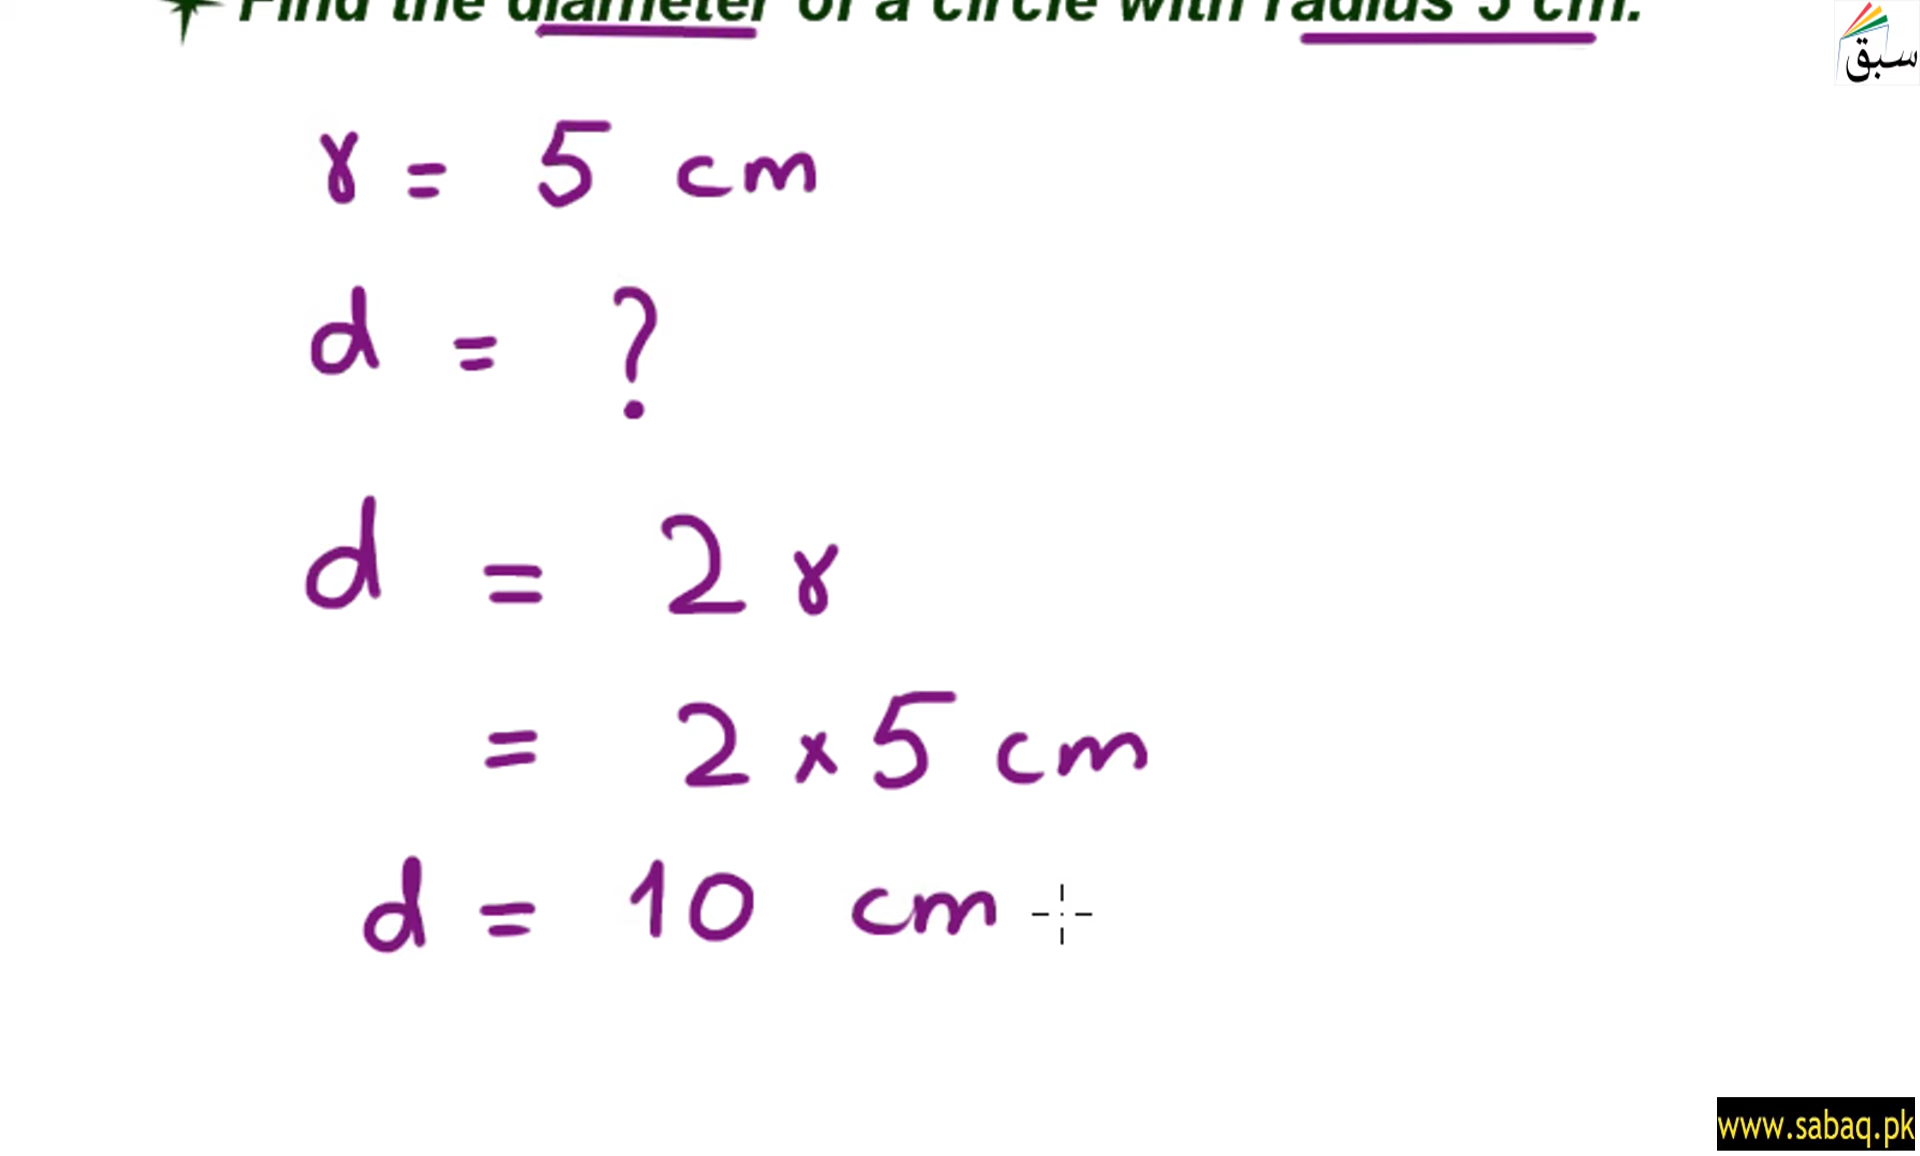 Find the diameter of a circle with radius 5 cm.
سبق
r = 5 cm
d = ?
d = 2 r
= 2 × 5 cm
d = 10 cm
www.sabaq.pk